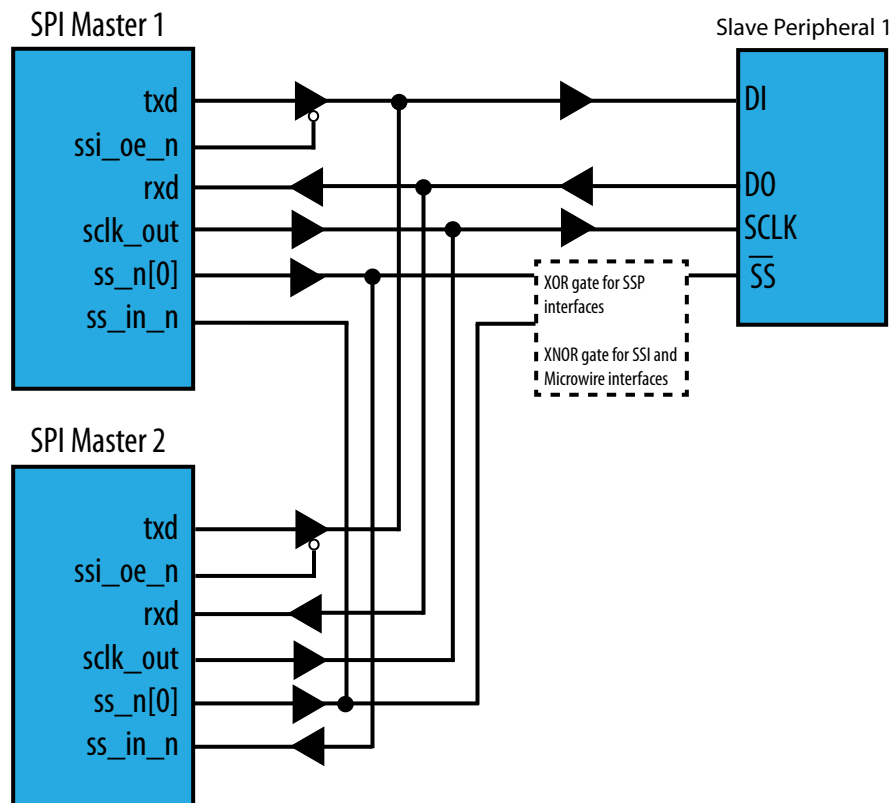 SPI Master 1
Slave Peripheral 1
txd
ssi_oe_n
rxd
sclk_out
ss_n[0]
ss_in_n
DI
DO
SCLK
S̅S̅
XOR gate for SSP
interfaces
XNOR gate for SSI and
Microwire interfaces
SPI Master 2
txd
ssi_oe_n
rxd
sclk_out
ss_n[0]
ss_in_n